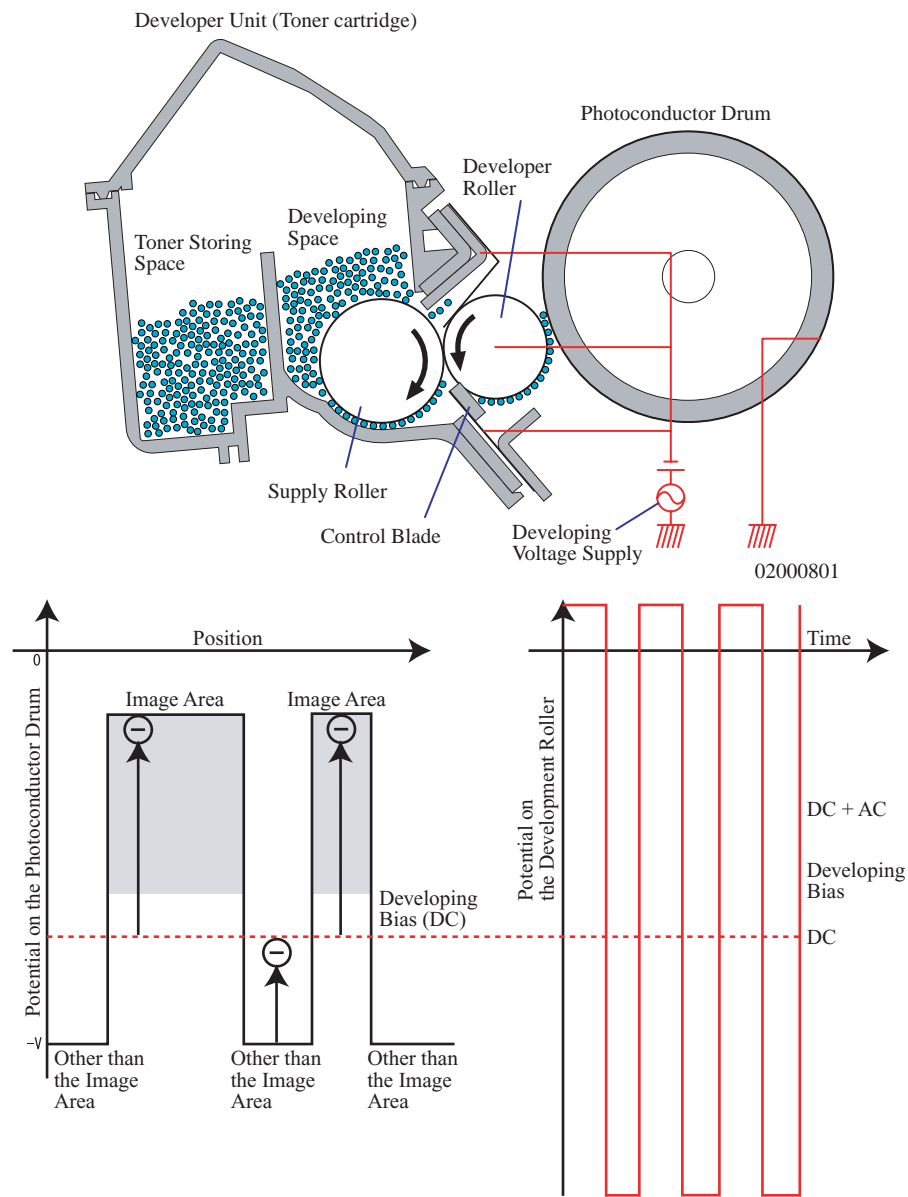 Developer Unit (Toner cartridge)
Photoconductor Drum
Developer
Roller
Developing
Space
Toner Storing
Space
Supply Roller
Control Blade
Developing
Voltage Supply
02000801
Position
Time
0
Image Area
Image Area
Potential on the Photoconductor Drum
Potential on
the Development Roller
DC + AC
Developing
Bias
Developing
Bias (DC)
DC
-V
Other than
the Image
Area
Other than
the Image
Area
Other than
the Image
Area